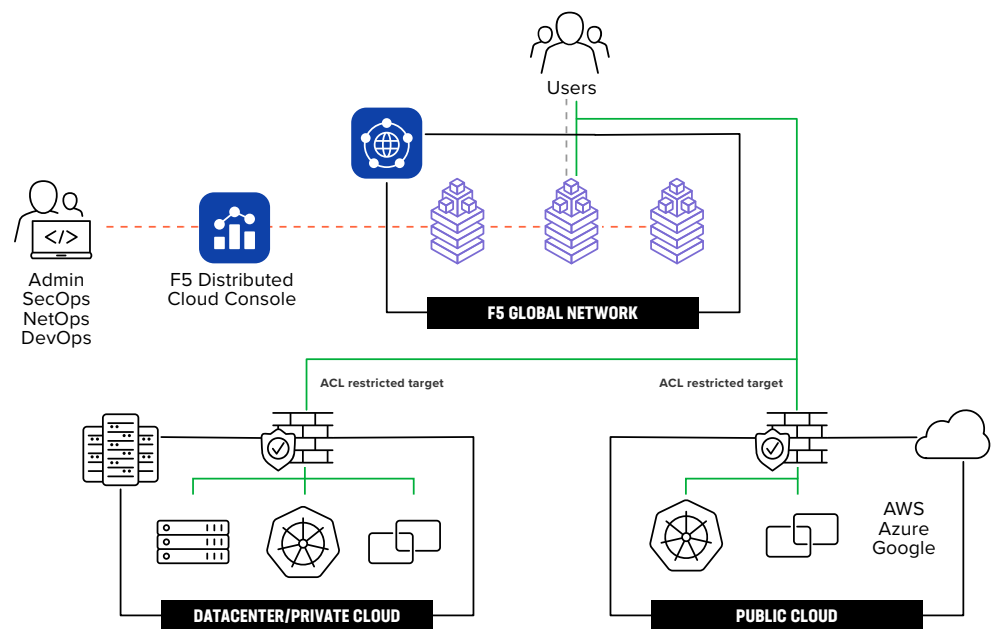 Users
Admin
SecOps
NetOps
DevOps
F5 Distributed
Cloud Console
F5 GLOBAL NETWORK
ACL restricted target
ACL restricted target
AWS
Azure
Google
DATACENTER/PRIVATE CLOUD
PUBLIC CLOUD